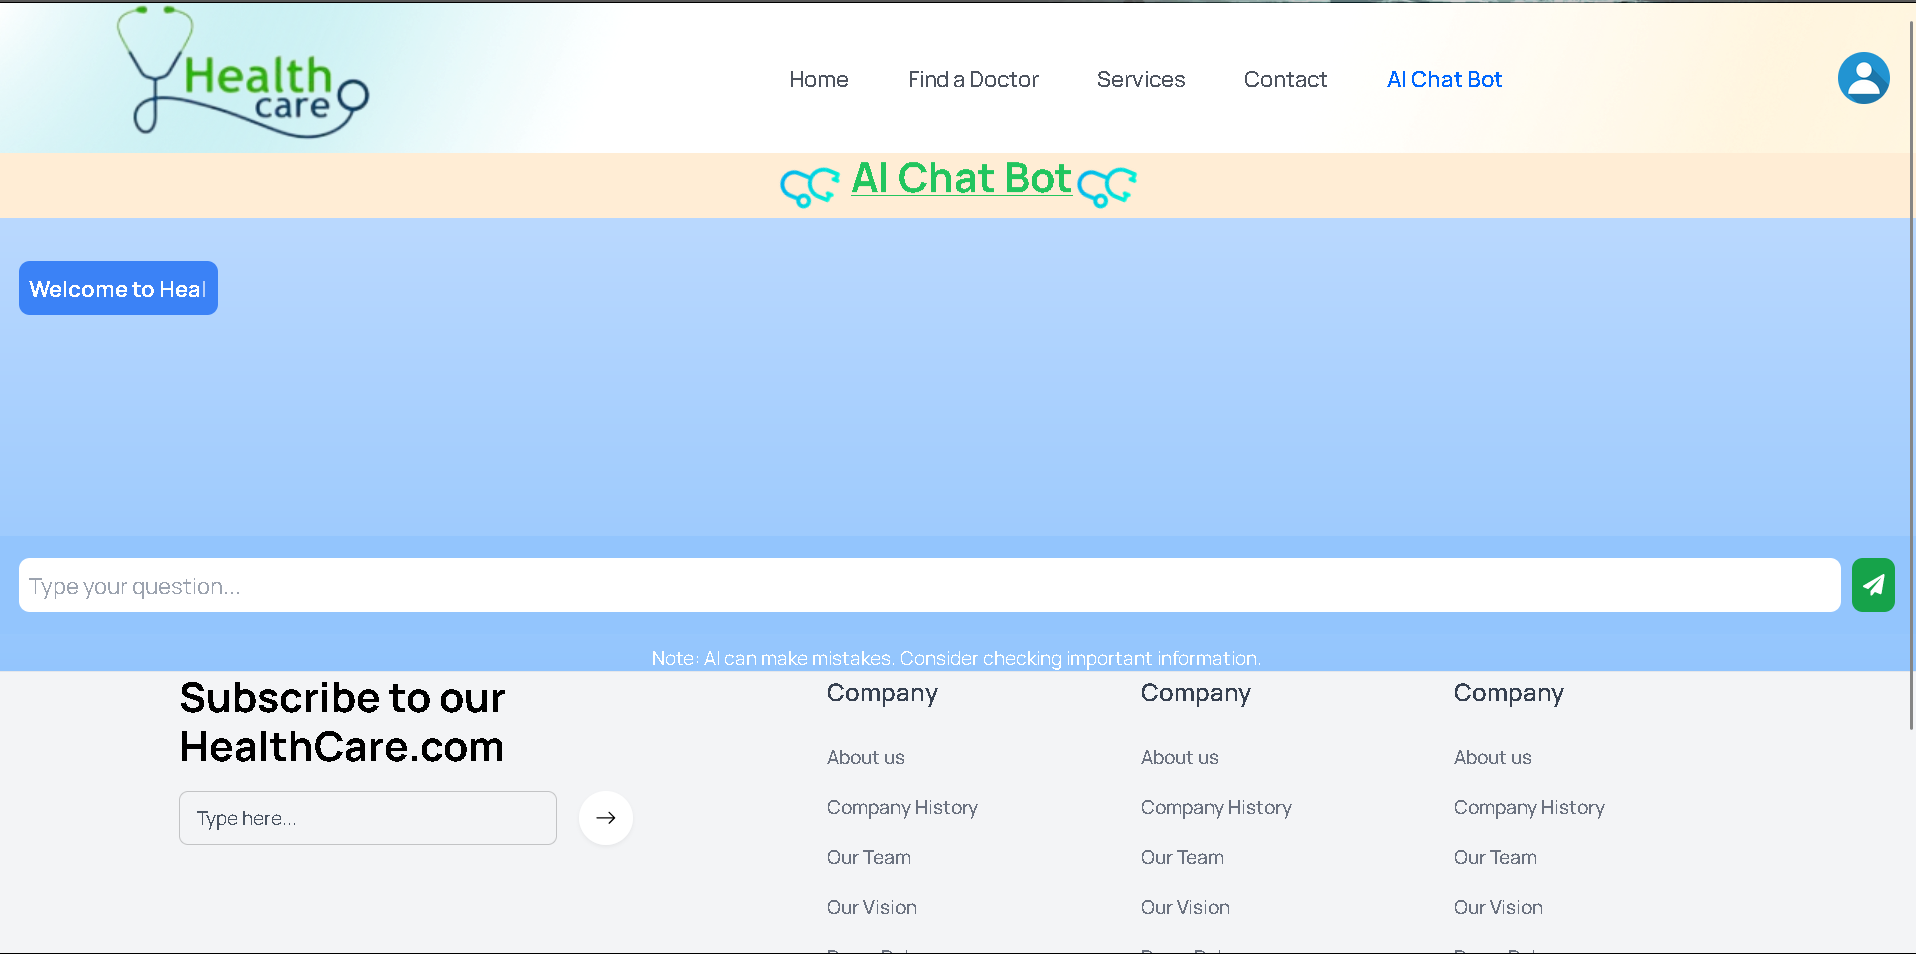 Health
care
Home Find a Doctor Services Contact AI Chat Bot
AI Chat Bot
Welcome to Heal
Type your question...
Note: AI can make mistakes. Consider checking important information.
Subscribe to our
HealthCare.com
Type here...
Company
About us
Company History
Our Team
Our Vision
Company
About us
Company History
Our Team
Our Vision
Company
About us
Company History
Our Team
Our Vision